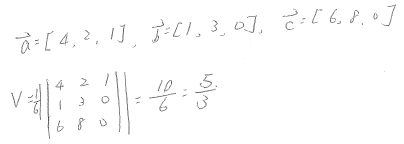 a⃗=[4, 2, 1], b⃗=[1, 3, 0], c⃗=[6, 8, 0]
V=1/6 || 4 2 1 || = 10/6 = 5/3
1 3 0
6 8 0